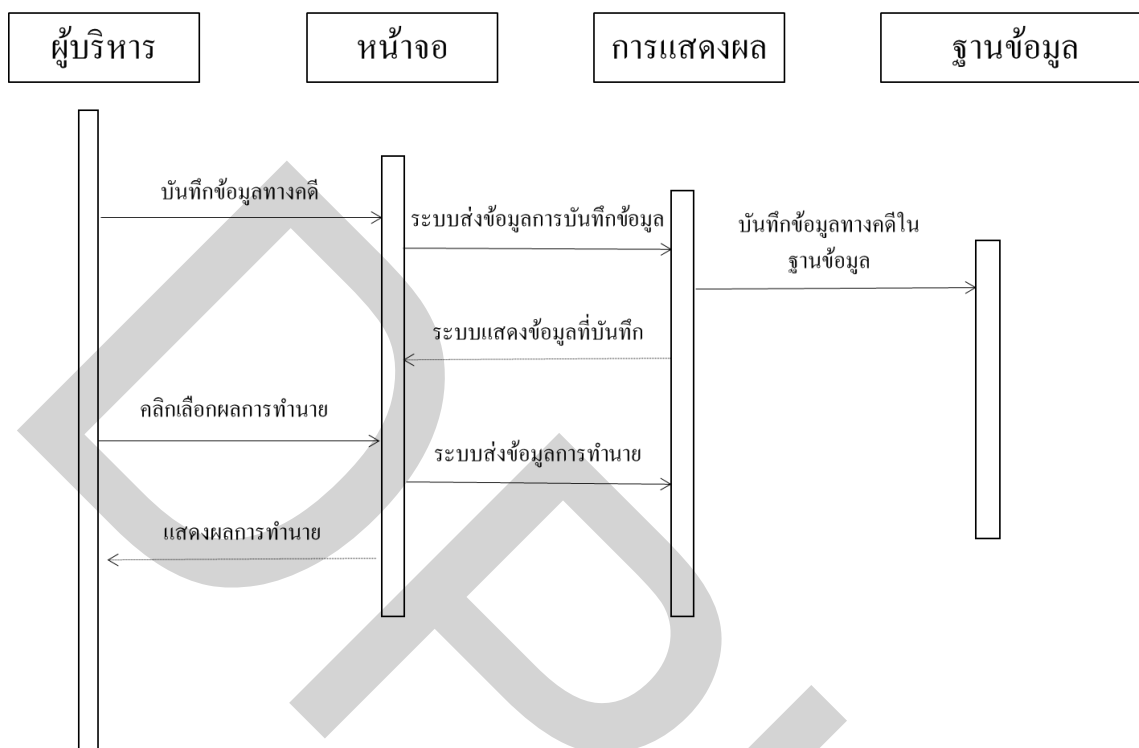 ผู้บริหาร
หน้าจอ
การแสดงผล
ฐานข้อมูล
บันทึกข้อมูลทางคดี
ระบบส่งข้อมูลการบันทึกข้อมูล
บันทึกข้อมูลทางคดีใน
ฐานข้อมูล
ระบบแสดงข้อมูลที่บันทึก
คลิกเลือกผลการทำนาย
ระบบส่งข้อมูลการทำนาย
แสดงผลการทำนาย